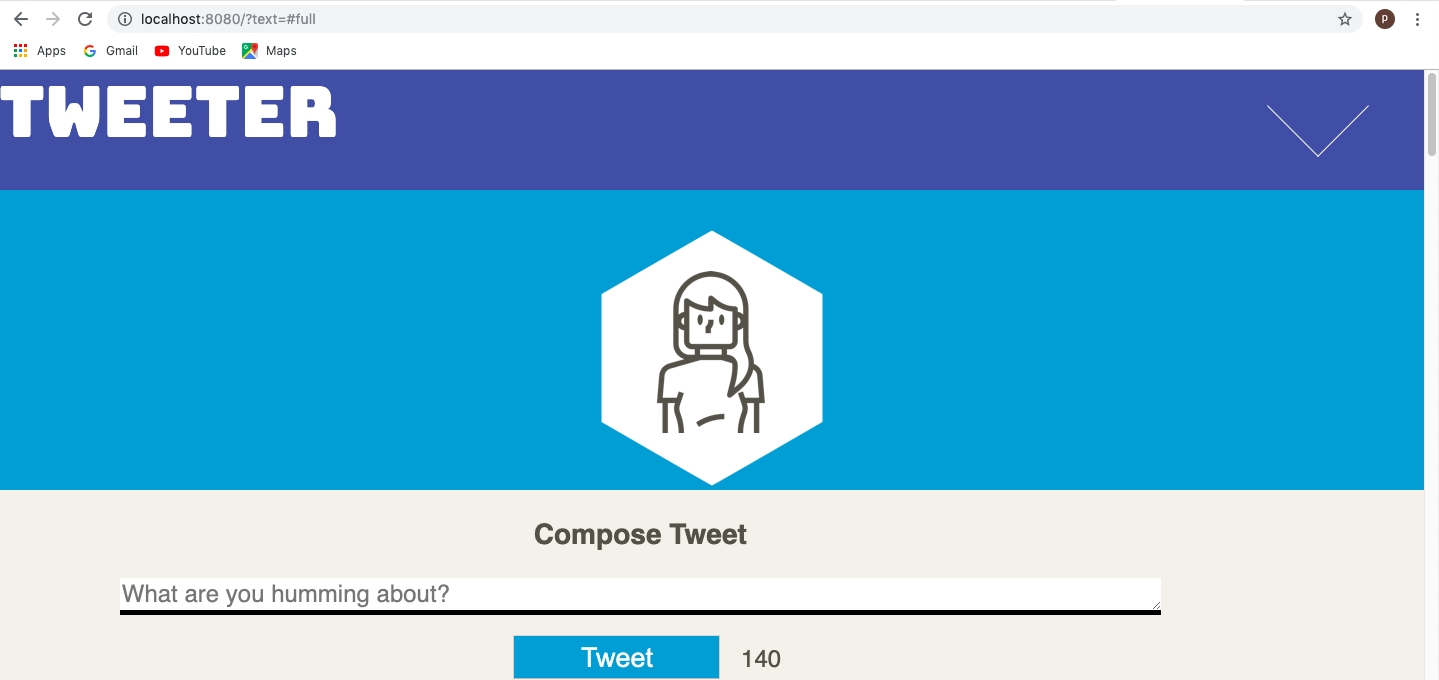 localhost:8080/?text=#full
P
Apps Gmail YouTube Maps
TWEETER
Compose Tweet
What are you humming about?
Tweet 140